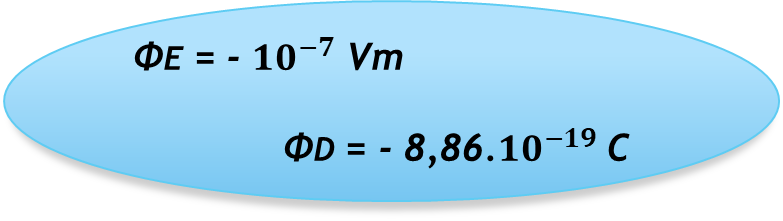 ΦE = - 10⁻⁷ Vm
ΦD = - 8,86.10⁻¹⁹ C